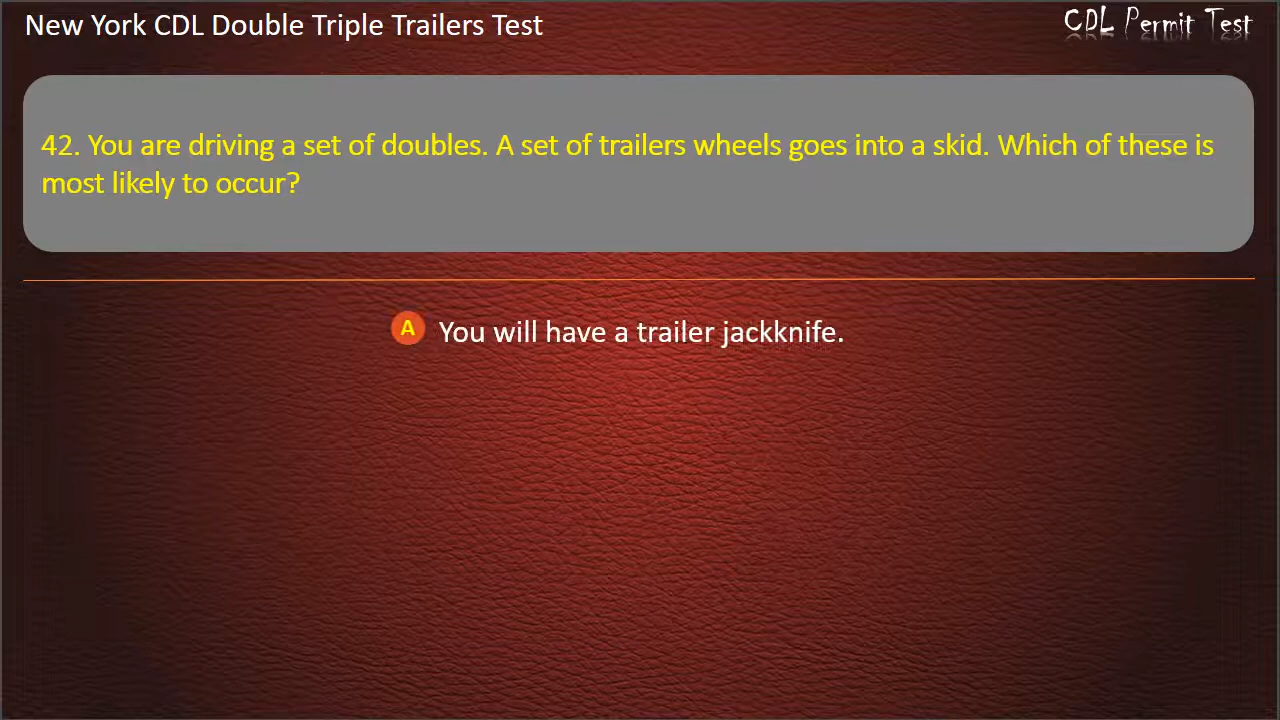 New York CDL Double Triple Trailers Test
CDL Permit Test
42. You are driving a set of doubles. A set of trailers wheels goes into a skid. Which of these is
most likely to occur?
A You will have a trailer jackknife.